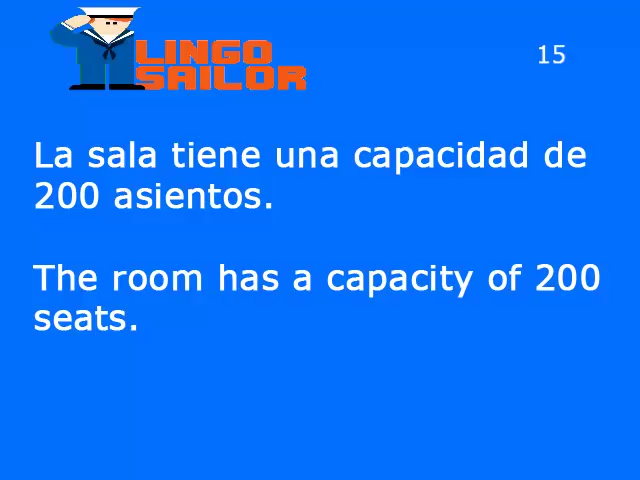 LINGO
SAILOR
15
La sala tiene una capacidad de
200 asientos.
The room has a capacity of 200
seats.